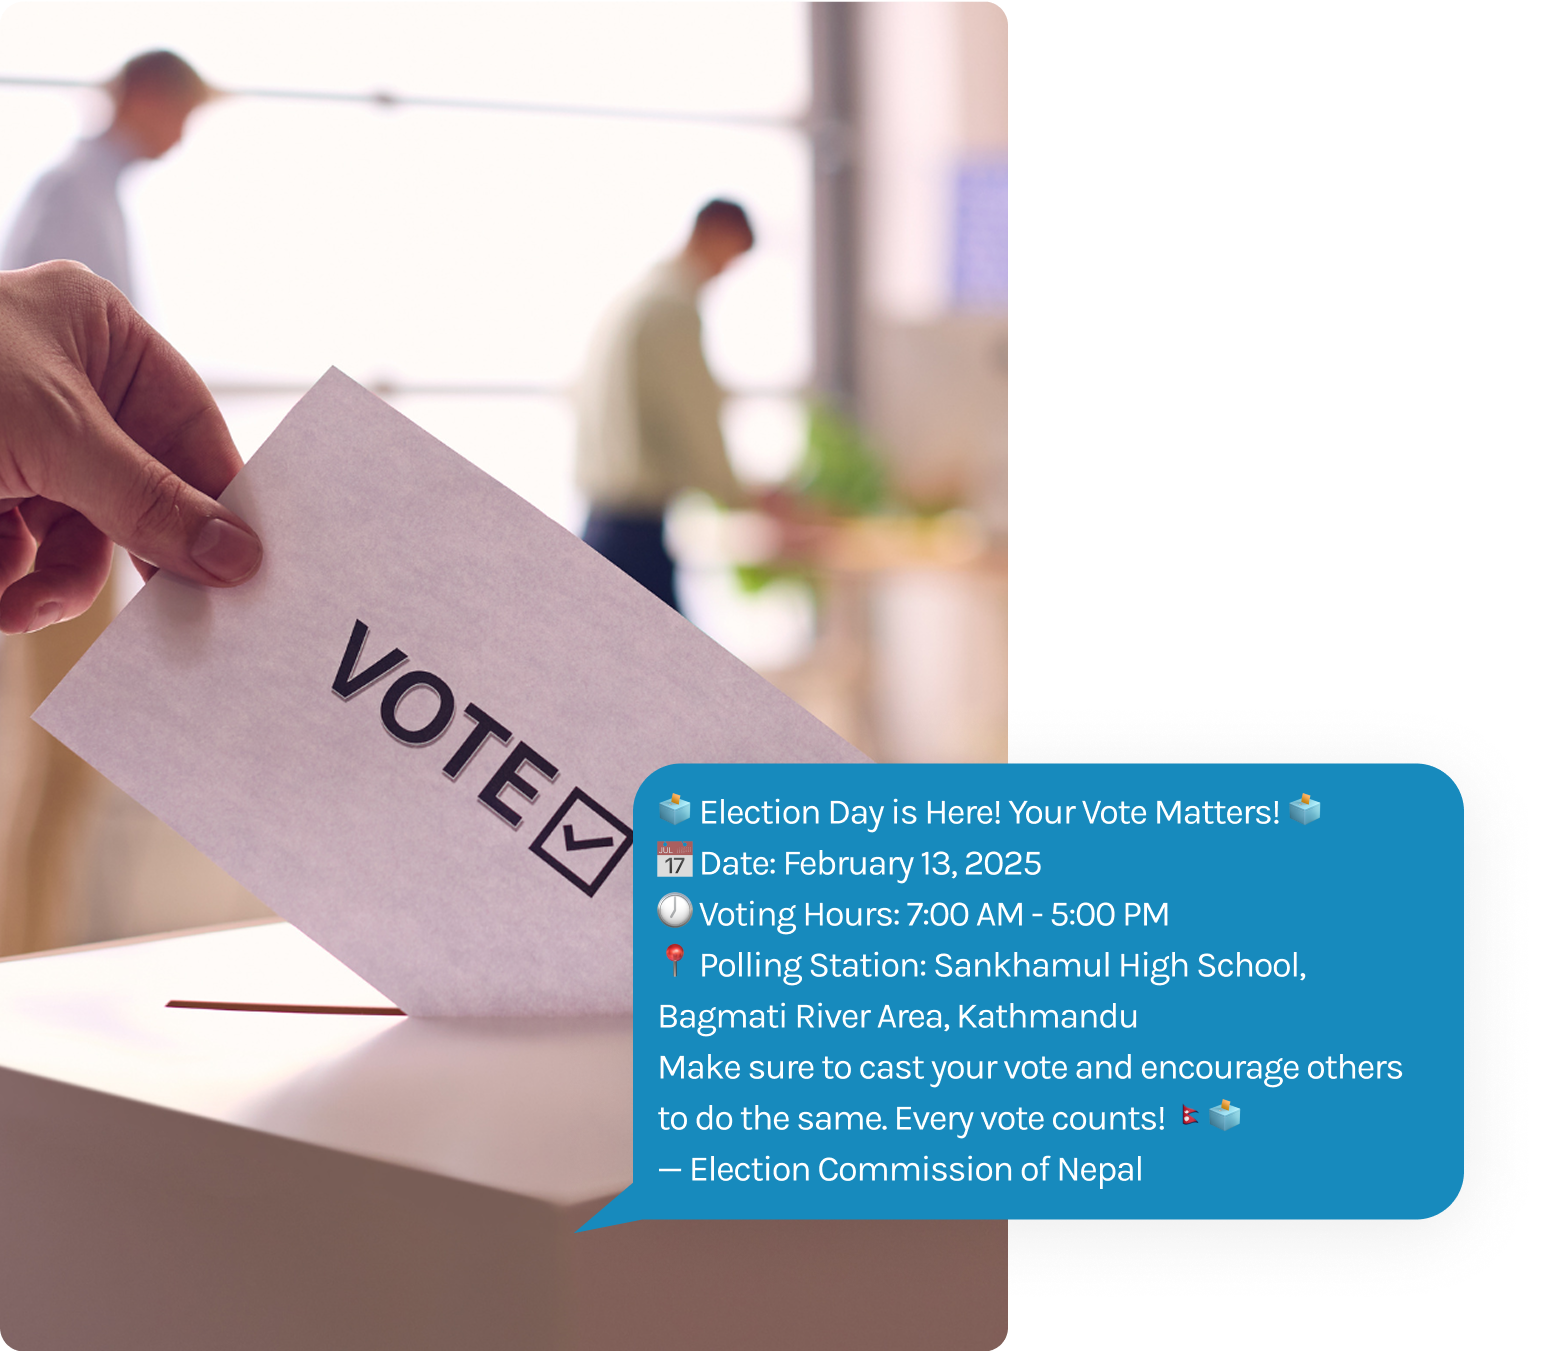 VOTE
🗳️ Election Day is Here! Your Vote Matters! 🗳️
📅 Date: February 13, 2025
🕖 Voting Hours: 7:00 AM - 5:00 PM
📍 Polling Station: Sankhamul High School,
Bagmati River Area, Kathmandu
Make sure to cast your vote and encourage others
to do the same. Every vote counts! 🇳🇵🗳️
— Election Commission of Nepal